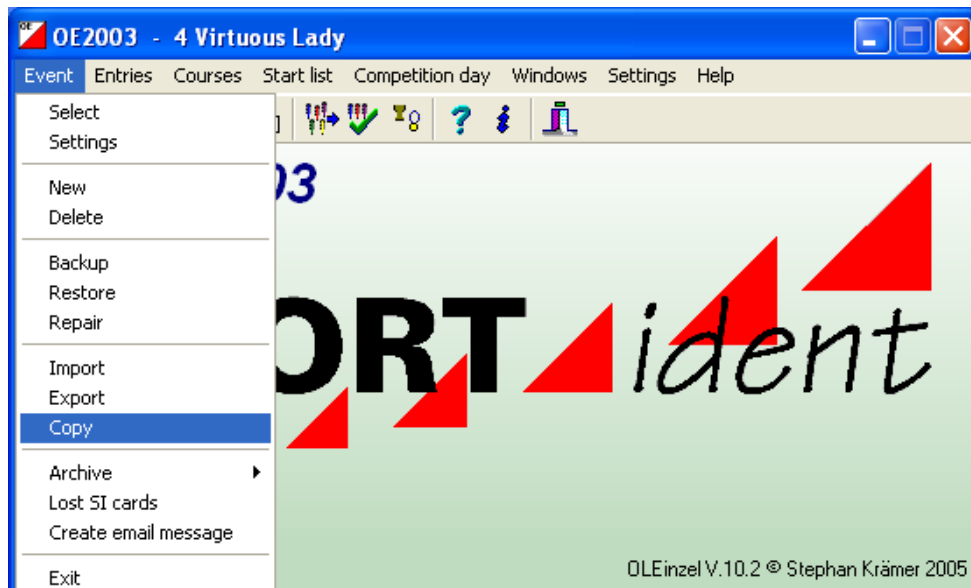 OE2003 - 4 Virtuous Lady
Event Entries Courses Start list Competition day Windows Settings Help
Select
Settings
New
Delete
Backup
Restore
Repair
Import
Export
Copy
Archive
Lost SI cards
Create email message
Exit
03
ORT ident
OLEinzel V.10.2 © Stephan Krämer 2005